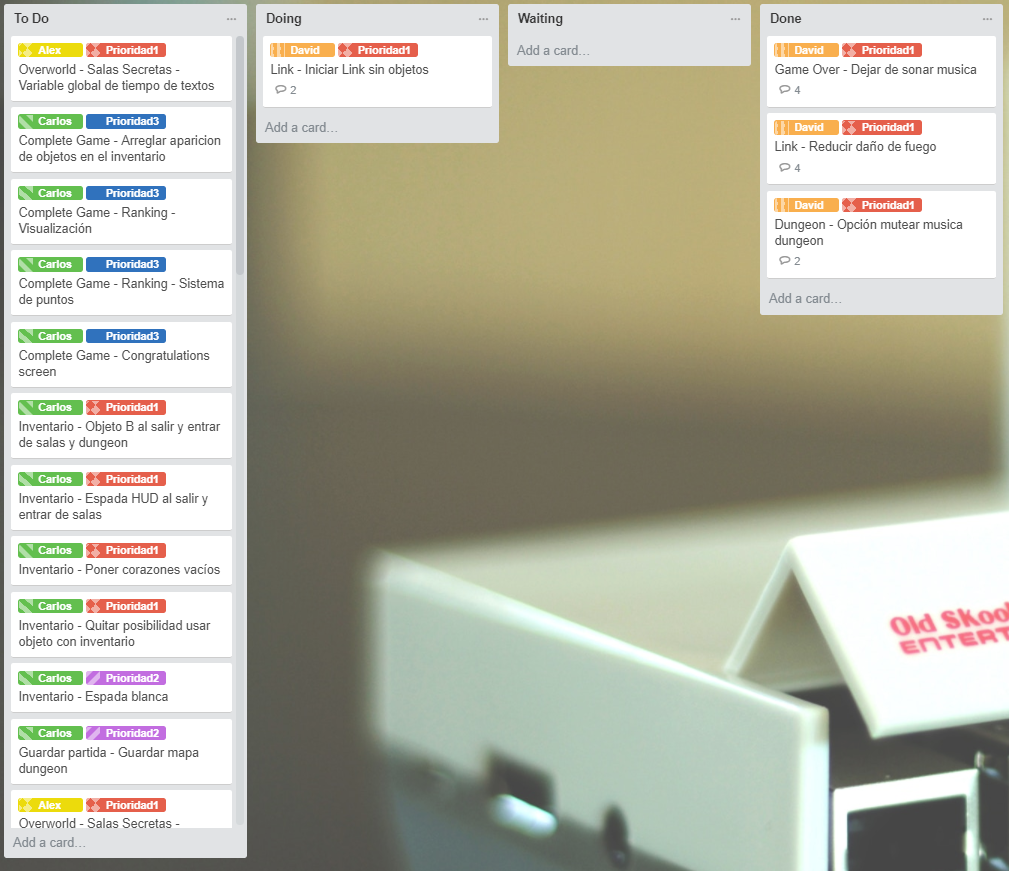 To Do
Alex Prioridad1
Overworld - Salas Secretas -
Variable global de tiempo de textos
Carlos Prioridad3
Complete Game - Arreglar aparicion
de objetos en el inventario
Carlos Prioridad3
Complete Game - Ranking -
Visualización
Carlos Prioridad3
Complete Game - Ranking - Sistema
de puntos
Carlos Prioridad3
Complete Game - Congratulations
screen
Carlos Prioridad1
Inventario - Objeto B al salir y entrar
de salas y dungeon
Carlos Prioridad1
Inventario - Espada HUD al salir y
entrar de salas
Carlos Prioridad1
Inventario - Poner corazones vacíos
Carlos Prioridad1
Inventario - Quitar posibilidad usar
objeto con inventario
Carlos Prioridad2
Inventario - Espada blanca
Carlos Prioridad2
Guardar partida - Guardar mapa
dungeon
Alex Prioridad1
Overworld - Salas Secretas -
Add a card…
Doing
David Prioridad1
Link - Iniciar Link sin objetos
2
Add a card…
Waiting
Add a card…
Done
David Prioridad1
Game Over - Dejar de sonar musica
4
David Prioridad1
Link - Reducir daño de fuego
4
David Prioridad1
Dungeon - Opción mutear musica
dungeon
2
Add a card…
Old Skool